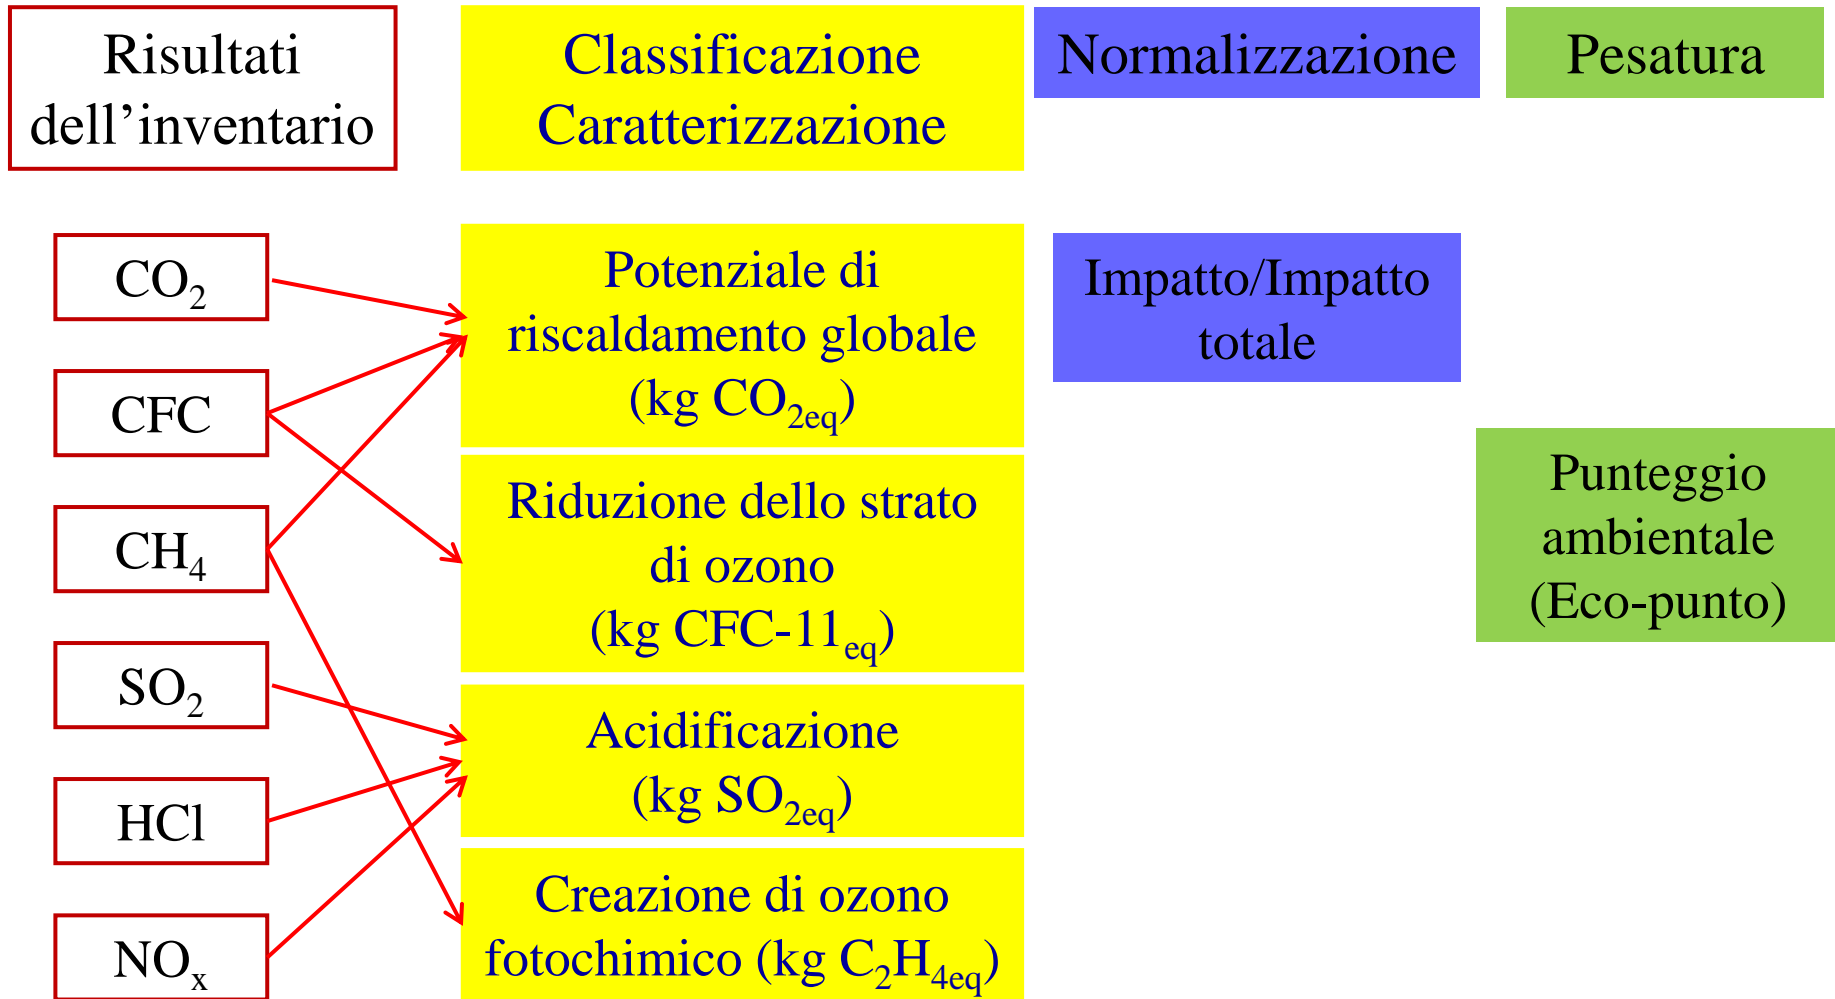 Risultati
dell’inventario
Classificazione
Caratterizzazione
Normalizzazione
Pesatura
CO₂
CFC
CH₄
SO₂
HCl
NOₓ
Potenziale di
riscaldamento globale
(kg CO₂eq)
Riduzione dello strato
di ozono
(kg CFC-11eq)
Acidificazione
(kg SO₂eq)
Creazione di ozono
fotochimico (kg C₂H₄eq)
Impatto/Impatto
totale
Punteggio
ambientale
(Eco-punto)